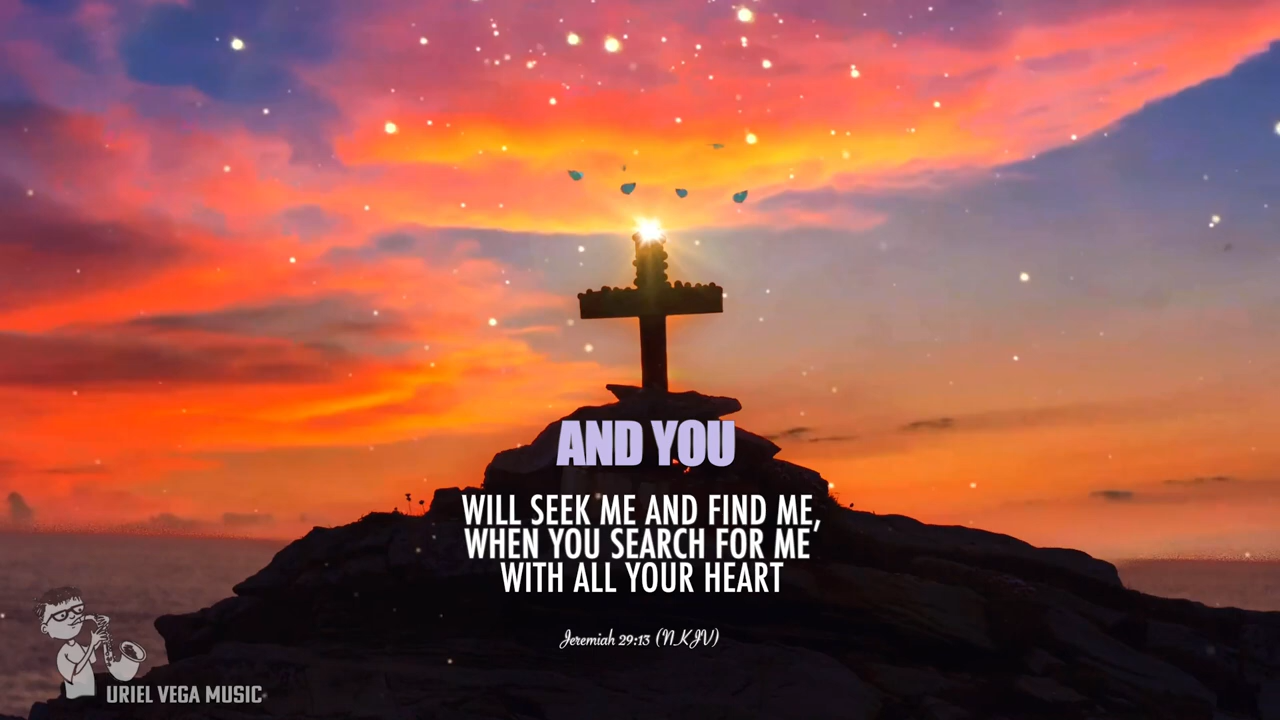 AND YOU
WILL SEEK ME AND FIND ME,
WHEN YOU SEARCH FOR ME
WITH ALL YOUR HEART
Jeremiah 29:13 (NKJV)
URIEL VEGA MUSIC